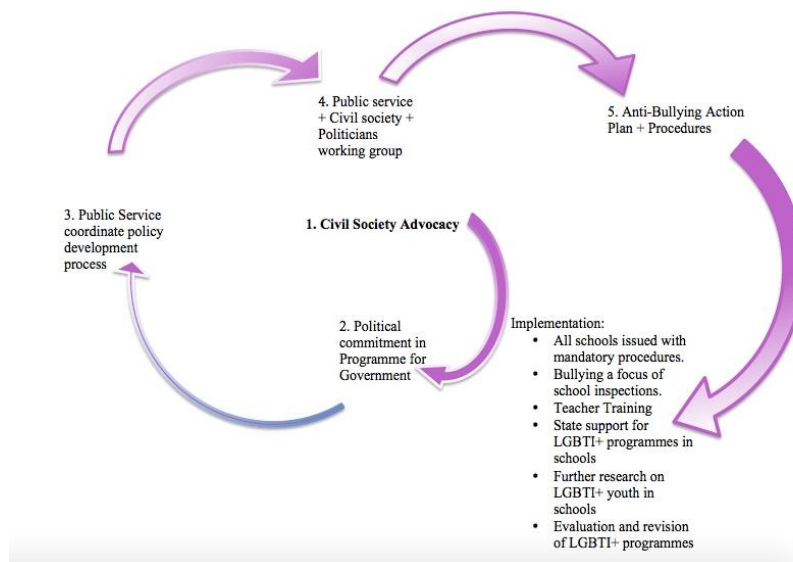 1. Civil Society Advocacy
2. Political
commitment in
Programme for
Government
3. Public Service
coordinate policy
development
process
4. Public service
+ Civil society +
Politicians
working group
5. Anti-Bullying Action
Plan + Procedures
Implementation:
• All schools issued with
mandatory procedures.
• Bullying a focus of
school inspections.
• Teacher Training
• State support for
LGBTI+ programmes in
schools
• Further research on
LGBTI+ youth in
schools
• Evaluation and revision
of LGBTI+ programmes